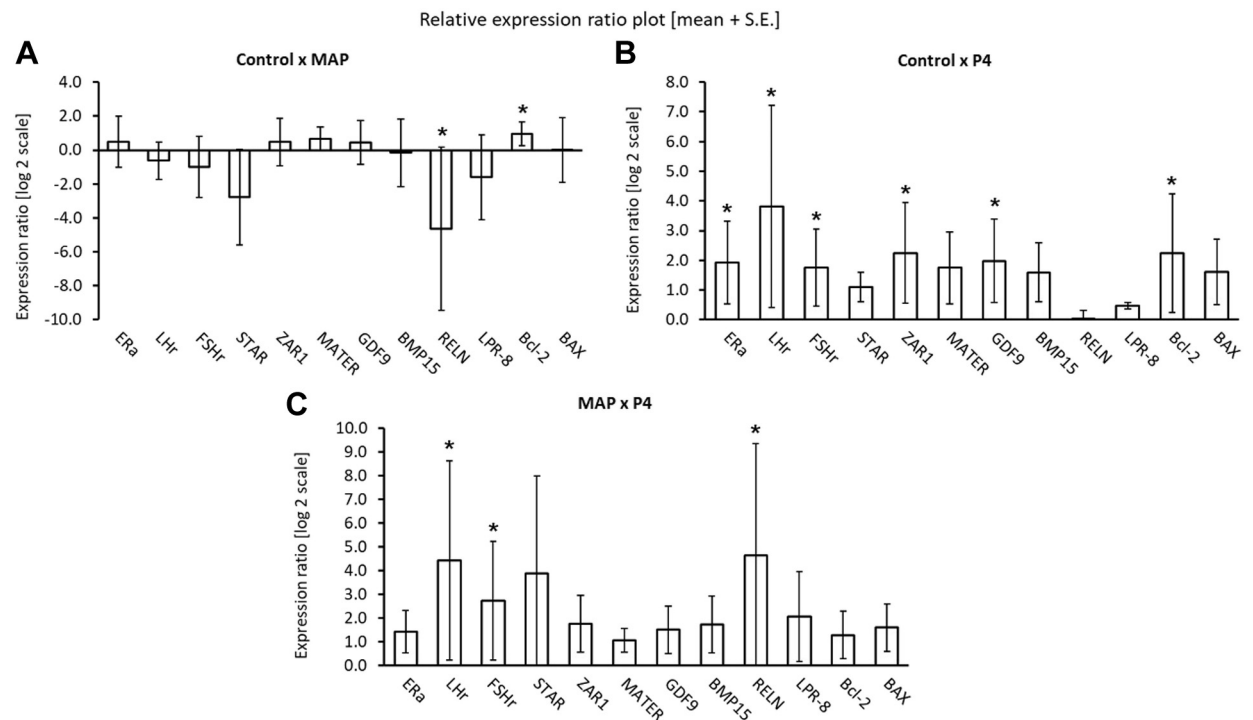 Relative expression ratio plot [mean + S.E.]
A
Control x MAP
Expression ratio [log 2 scale]
4.0
2.0
0.0
-2.0
-4.0
-6.0
-8.0
-10.0
*
*
ERa
LHr
FSHr
STAR
ZAR1
MATER
GDF9
BMP15
RELN
LPR-8
Bcl-2
BAX
B
Control x P4
Expression ratio [log 2 scale]
8.0
7.0
6.0
5.0
4.0
3.0
2.0
1.0
0.0
*
*
*
*
*
*
ERa
LHr
FSHr
STAR
ZAR1
MATER
GDF9
BMP15
RELN
LPR-8
Bcl-2
BAX
C
MAP x P4
Expression ratio [log 2 scale]
10.0
9.0
8.0
7.0
6.0
5.0
4.0
3.0
2.0
1.0
0.0
*
*
*
ERa
LHr
FSHr
STAR
ZAR1
MATER
GDF9
BMP15
RELN
LPR-8
Bcl-2
BAX